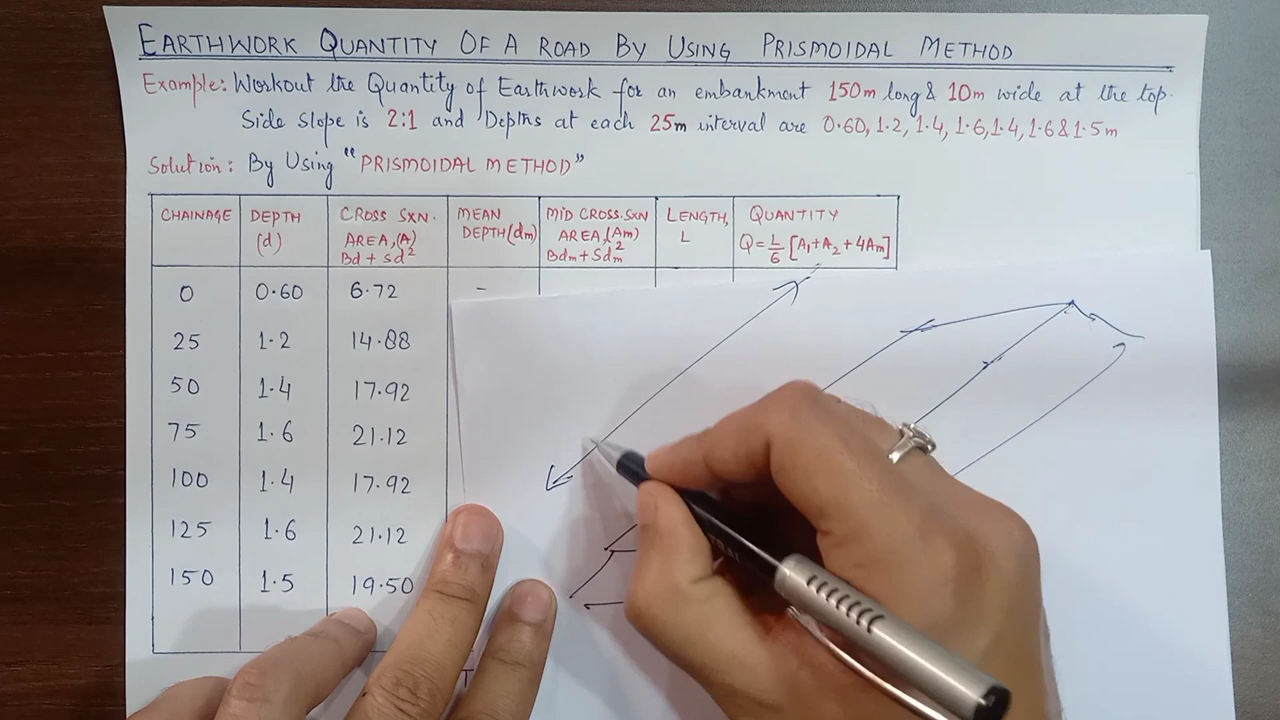 EARTHWORK QUANTITY OF A ROAD BY USING PRISMOIDAL METHOD
Example: Workout the Quantity of Earthwork for an embankment 150m long & 10m wide at the top.
Side slope is 2:1 and Depths at each 25m interval are 0.60, 1.2, 1.4, 1.6, 1.4, 1.6 & 1.5m
Solution: By Using "PRISMOIDAL METHOD"
CHAINAGE DEPTH (d) CROSS SXN. AREA, (A) Bd + Sd² MEAN DEPTH (dm) MID CROSS. SXN AREA, (Am) Bdm + Sdm² LENGTH, L QUANTITY Q = L/6 [A1 + A2 + 4Am]
0 0.60 6.72 -
25 1.2 14.88
50 1.4 17.92
75 1.6 21.12
100 1.4 17.92
125 1.6 21.12
150 1.5 19.50